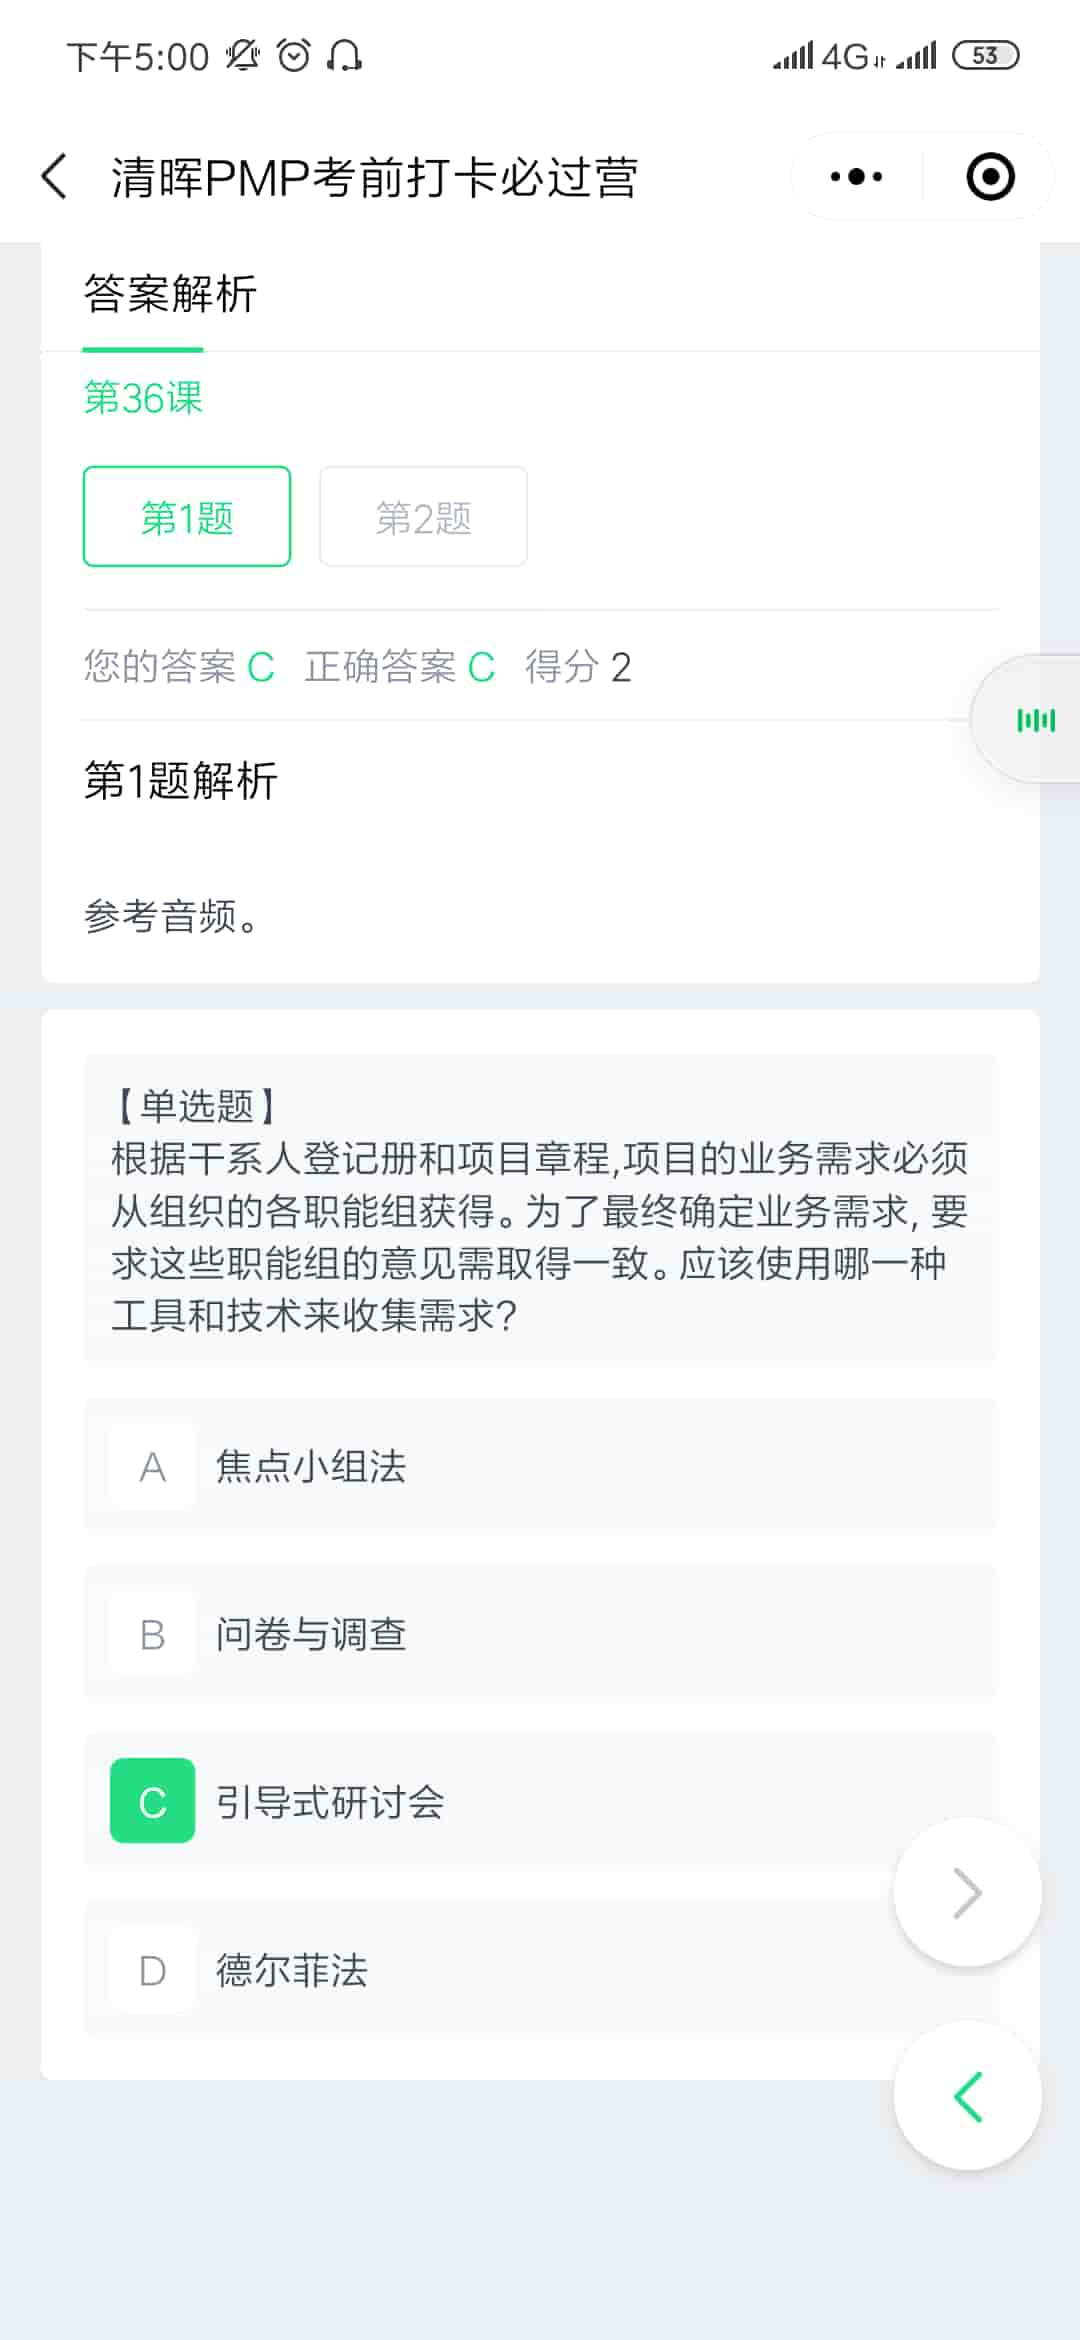 下午5:00 4G 53
清晖PMP考前打卡必过营
答案解析
第36课
第1题 第2题
您的答案 C 正确答案 C 得分 2
第1题解析
参考音频。
【单选题】
根据干系人登记册和项目章程,项目的业务需求必须
从组织的各职能组获得。为了最终确定业务需求, 要
求这些职能组的意见需取得一致。应该使用哪一种
工具和技术来收集需求?
A 焦点小组法
B 问卷与调查
C 引导式研讨会
D 德尔菲法